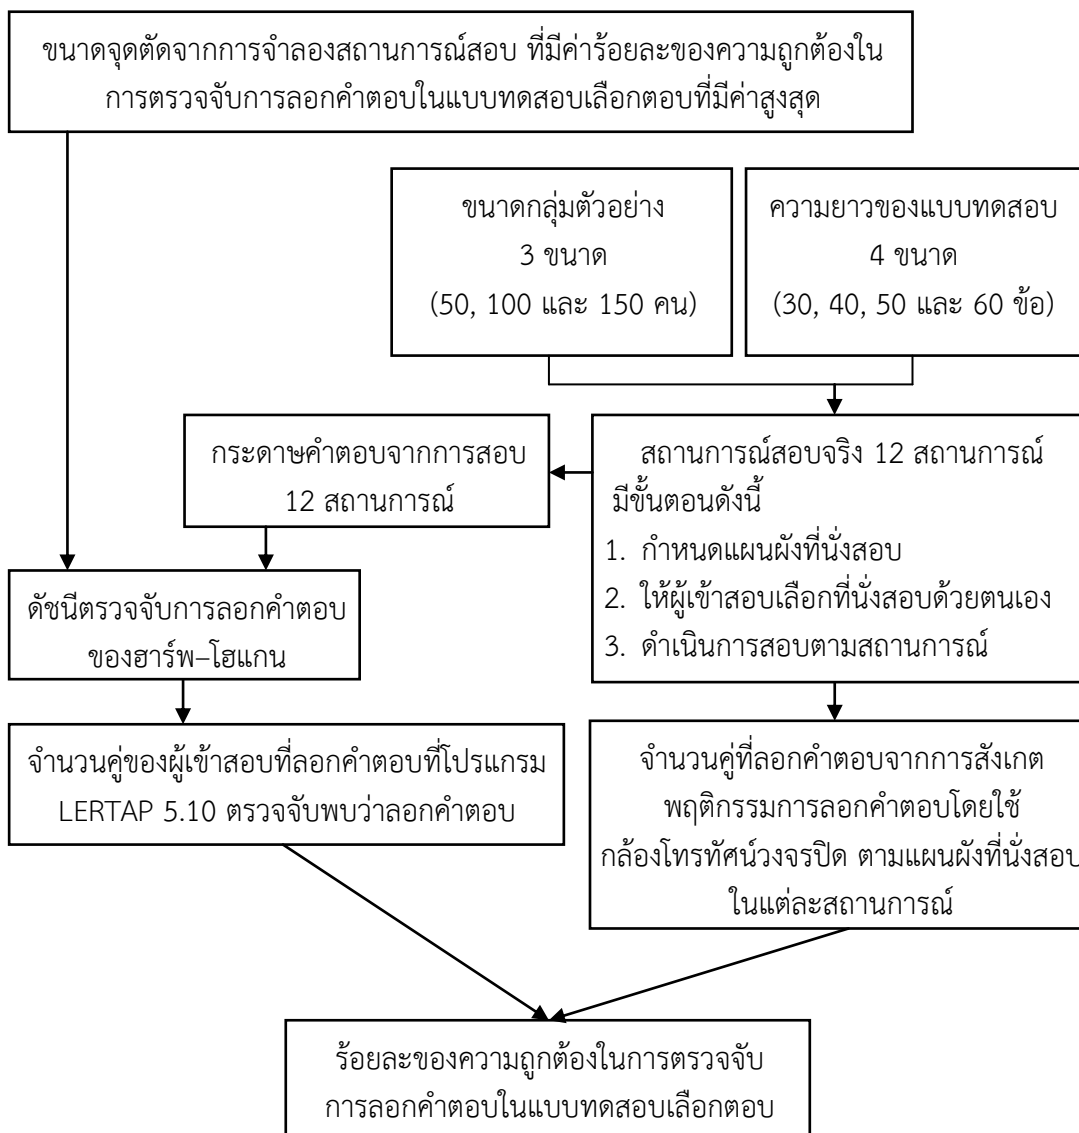 ขนาดจุดตัดจากการจำลองสถานการณ์สอบ ที่มีค่าร้อยละของความถูกต้องใน
การตรวจจับการลอกคำตอบในแบบทดสอบเลือกตอบที่มีค่าสูงสุด
ขนาดกลุ่มตัวอย่าง
3 ขนาด
(50, 100 และ 150 คน)
ความยาวของแบบทดสอบ
4 ขนาด
(30, 40, 50 และ 60 ข้อ)
กระดาษคำตอบจากการสอบ
12 สถานการณ์
สถานการณ์สอบจริง 12 สถานการณ์
มีขั้นตอนดังนี้
1. กำหนดแผนผังที่นั่งสอบ
2. ให้ผู้เข้าสอบเลือกที่นั่งสอบด้วยตนเอง
3. ดำเนินการสอบตามสถานการณ์
ดัชนีตรวจจับการลอกคำตอบ
ของฮาร์พ–โฮแกน
จำนวนคู่ของผู้เข้าสอบที่ลอกคำตอบที่โปรแกรม
LERTAP 5.10 ตรวจจับพบว่าลอกคำตอบ
จำนวนคู่ที่ลอกคำตอบจากการสังเกต
พฤติกรรมการลอกคำตอบโดยใช้
กล้องโทรทัศน์วงจรปิด ตามแผนผังที่นั่งสอบ
ในแต่ละสถานการณ์
ร้อยละของความถูกต้องในการตรวจจับ
การลอกคำตอบในแบบทดสอบเลือกตอบ